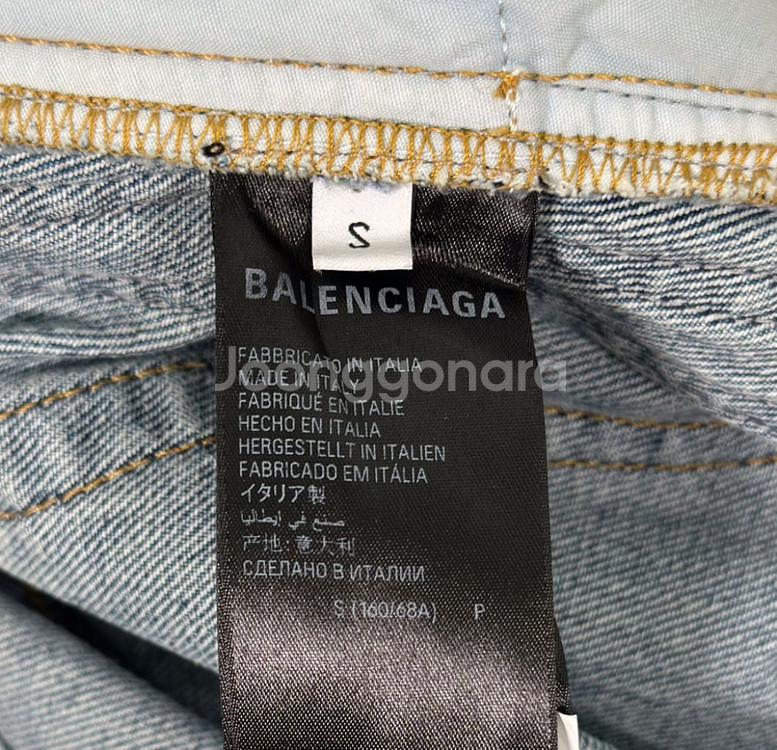 S
BALENCIAGA
FABBRICATO IN ITALIA
Joonggonara
MADE IN ITALY
FABRIQUÉ EN ITALIE
HECHO EN ITALIA
HERGESTELLT IN ITALIEN
FABRICADO EM ITÁLIA
イタリア製
صنع في إيطاليا
产地:意大利
СДЕЛАНО В ИТАЛИИ
S (160/68A) P